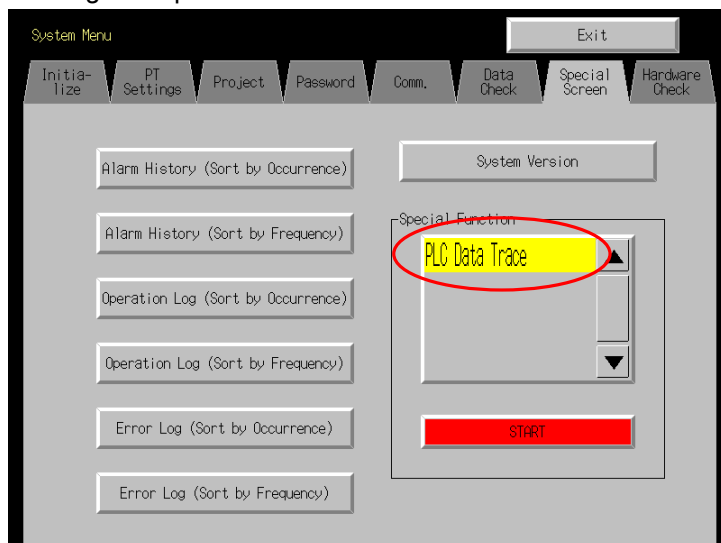 System Menu
Exit
Initia-
lize
PT
Settings
Project
Password
Comm.
Data
Check
Special
Screen
Hardware
Check
Alarm History (Sort by Occurrence)
System Version
Alarm History (Sort by Frequency)
Special Function
PLC Data Trace
Operation Log (Sort by Occurrence)
Operation Log (Sort by Frequency)
Error Log (Sort by Occurrence)
START
Error Log (Sort by Frequency)